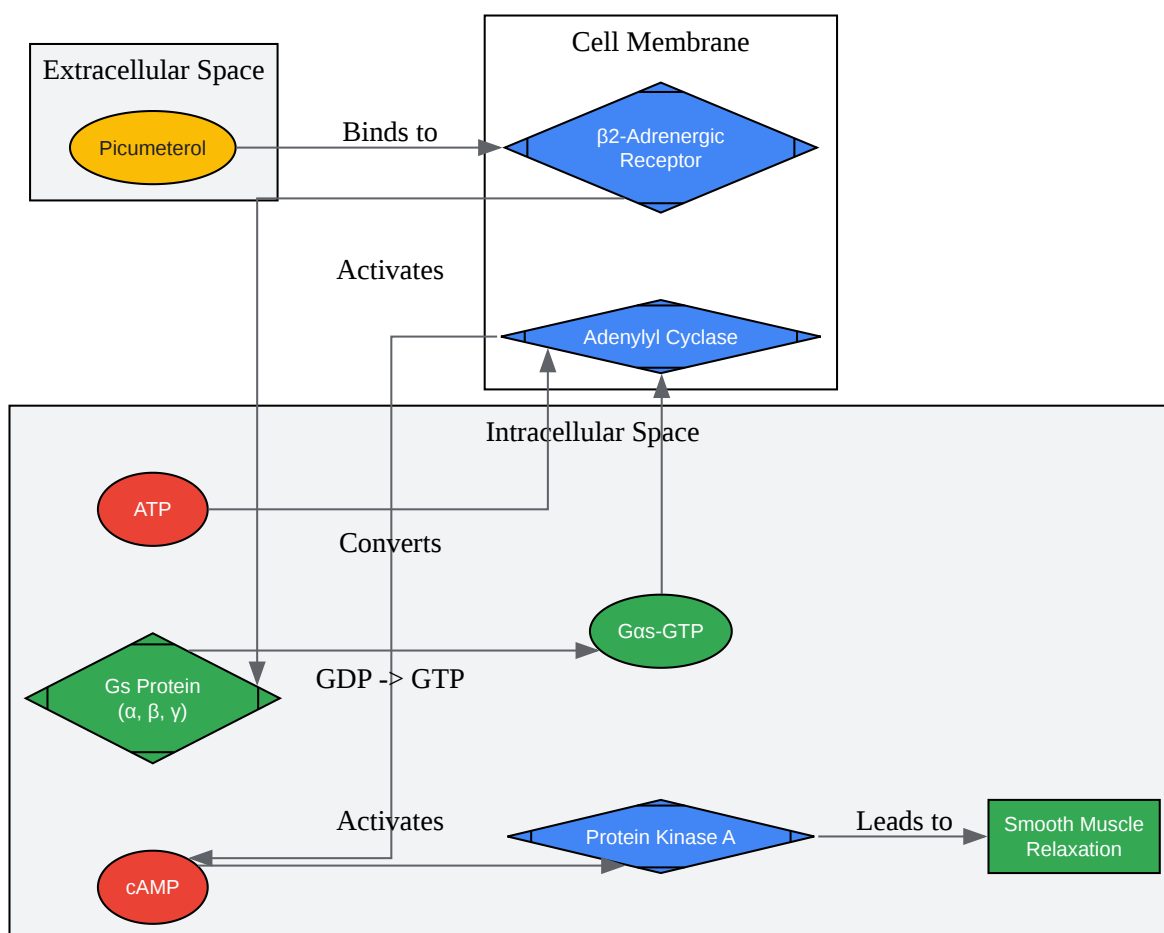 Cell Membrane
Extracellular Space
Picumeterol
Binds to
β2-Adrenergic
Receptor
Activates
Adenylyl Cyclase
Intracellular Space
ATP
Converts
Gαs-GTP
Gs Protein
(α, β, γ)
GDP -> GTP
Activates
Protein Kinase A
Leads to
Smooth Muscle
Relaxation
cAMP